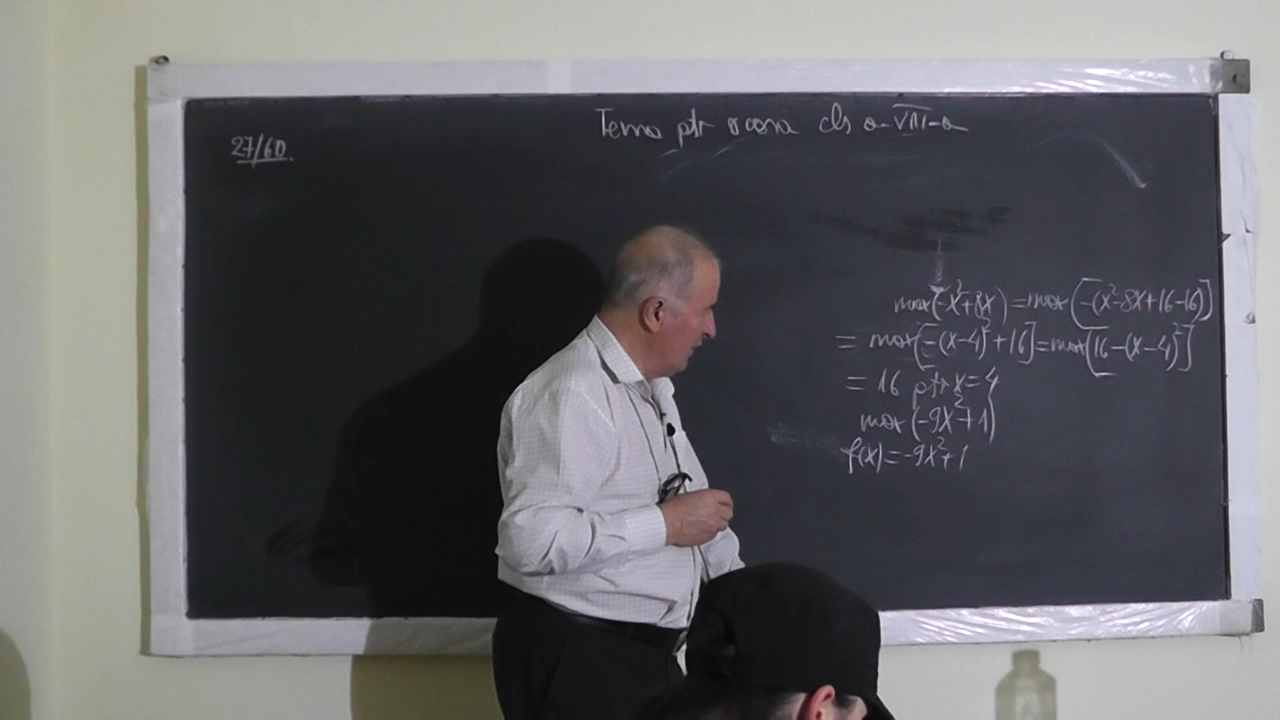 Tema ptr acasa cls a-VIII-a
27/60.
max(-x²+8x)=max(-(x²-8x+16-16)]
= max[-(x-4)²+16]=max[16-(x-4)²]
= 16 ptr x=4
max(-9x²+1)
f(x)=-9x²+1